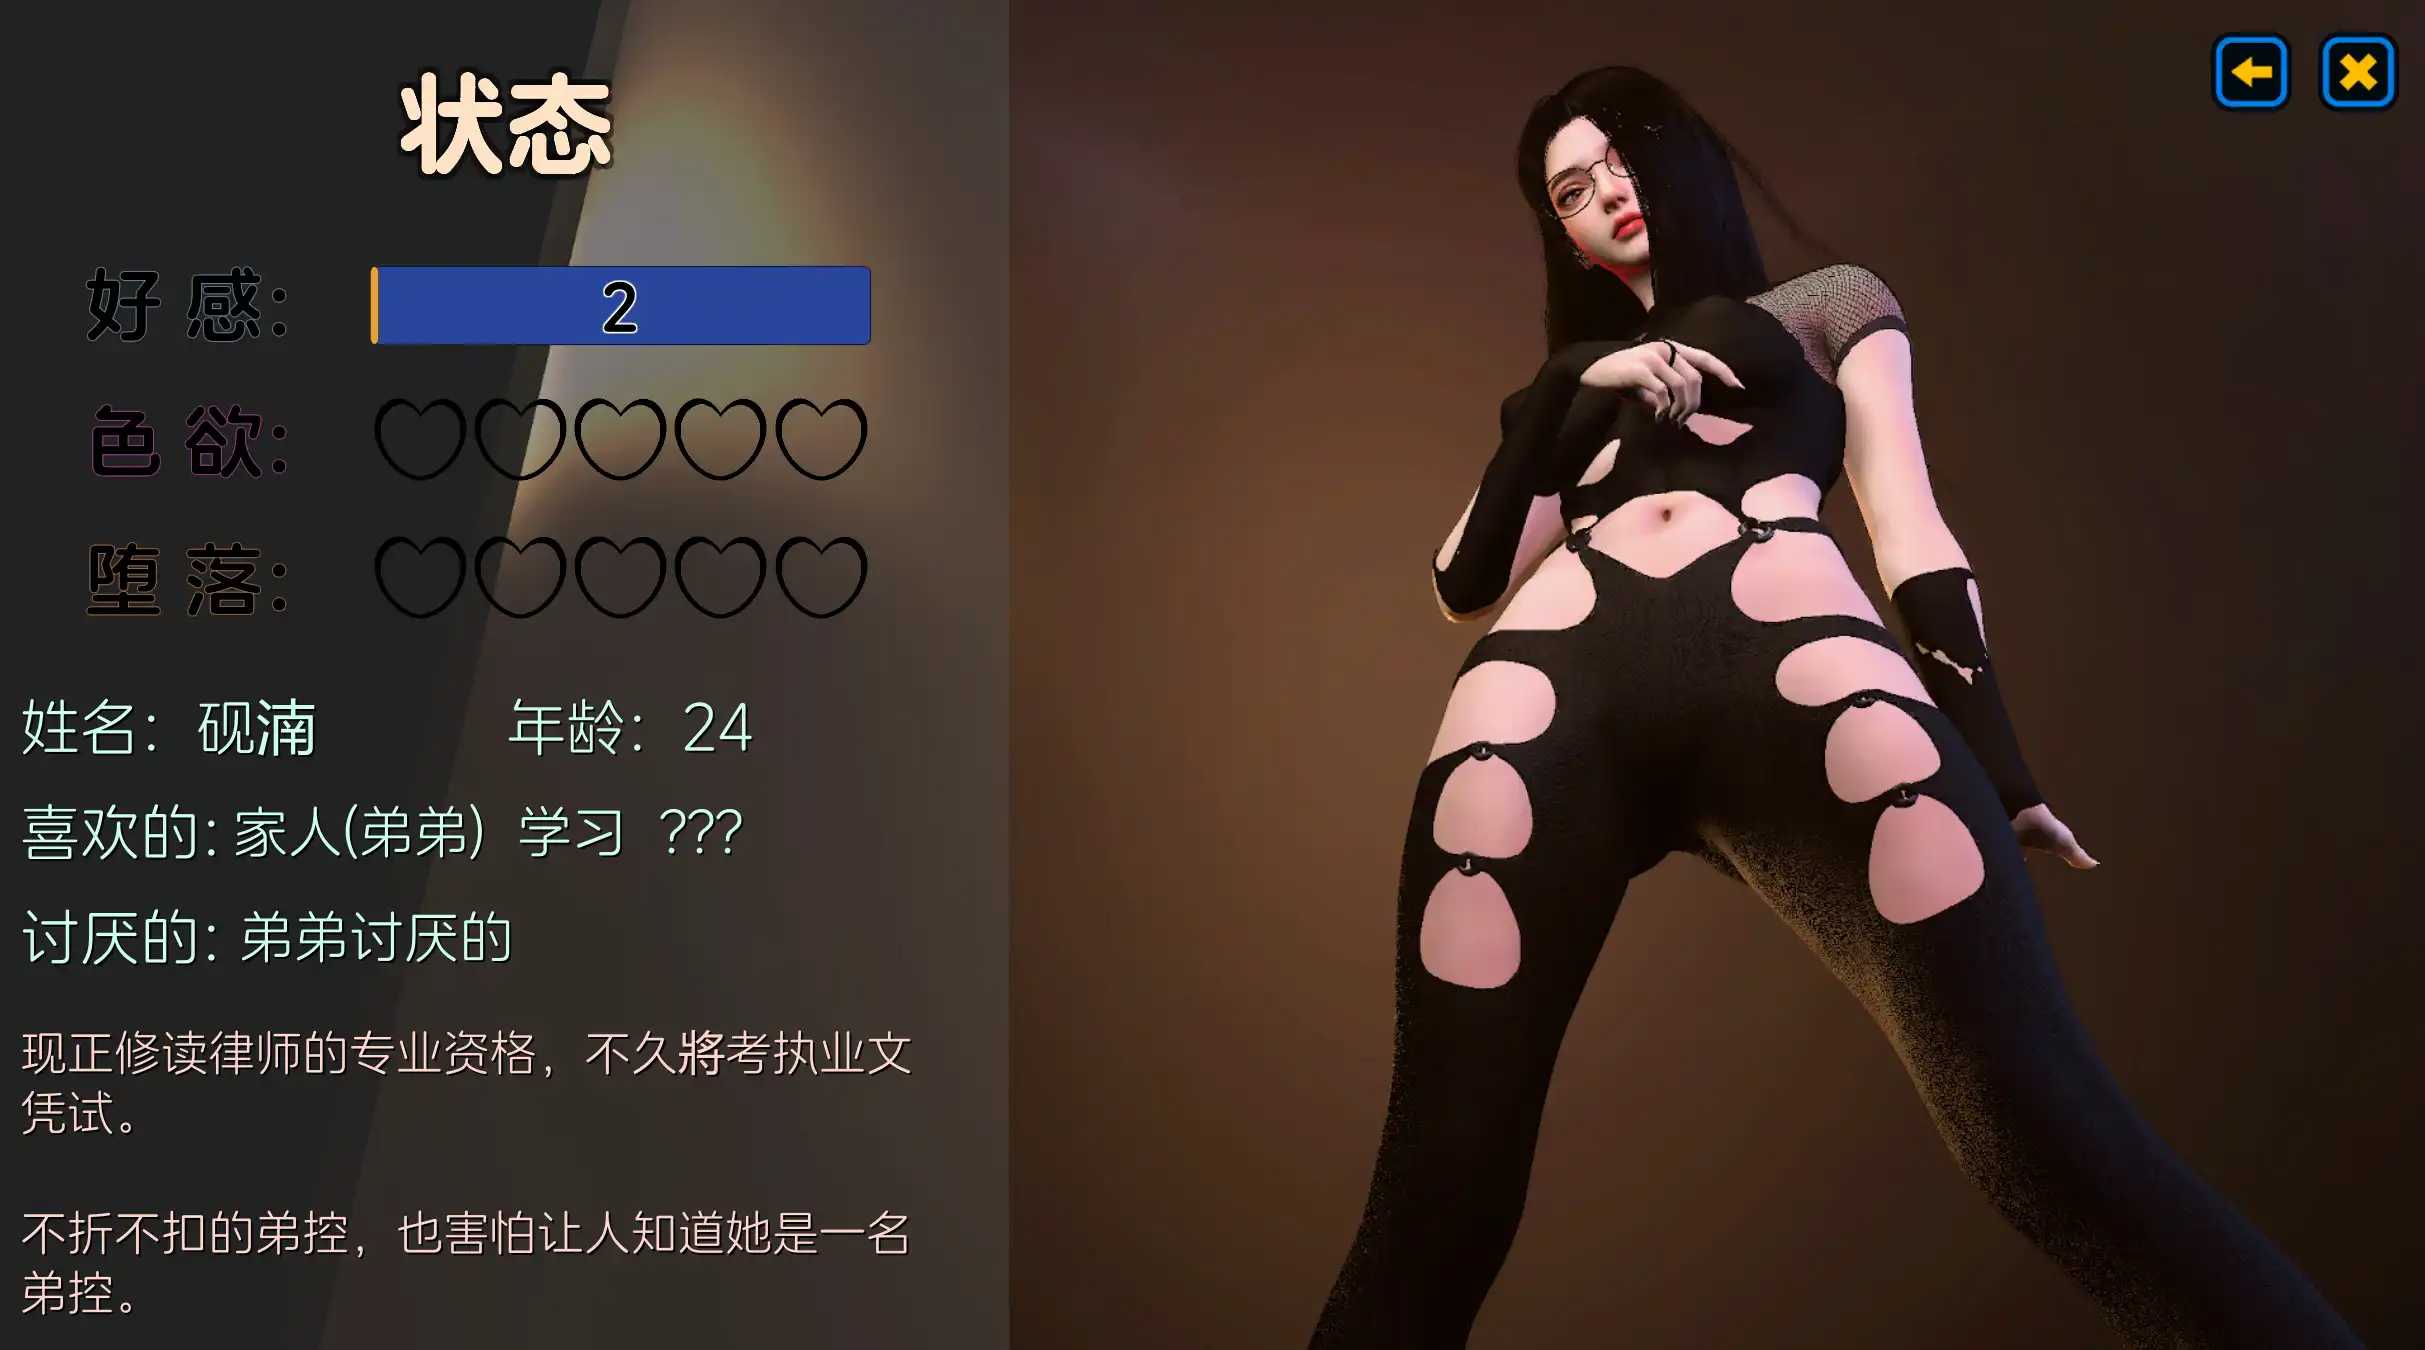 状态
好 感: 2
色 欲:
堕 落:
姓名: 砚湳 年龄: 24
喜欢的: 家人(弟弟) 学习 ???
讨厌的: 弟弟讨厌的
现正修读律师的专业资格，不久將考执业文
凭试。
不折不扣的弟控，也害怕让人知道她是一名
弟控。